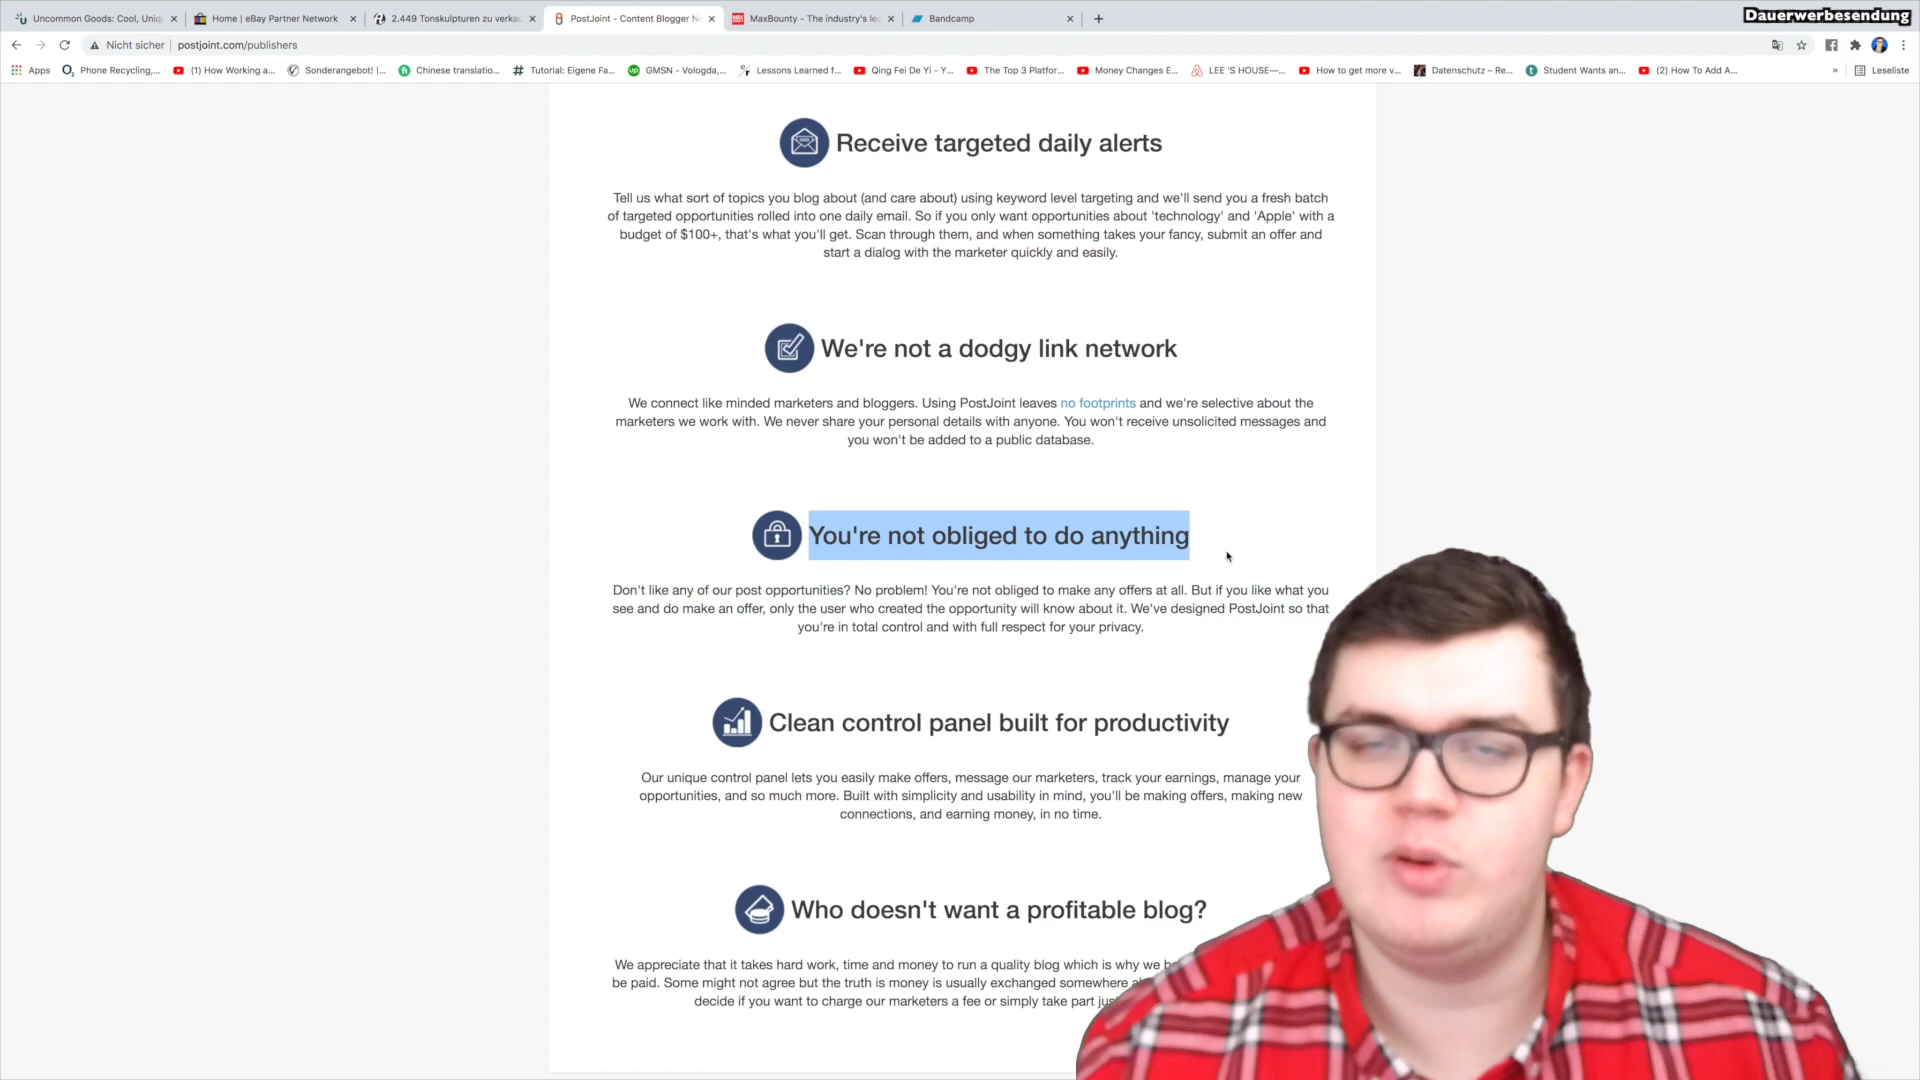 Uncommon Goods: Cool, Uniq
Home | eBay Partner Network
2.449 Tonskulpturen zu verkau
PostJoint - Content Blogger N
MaxBounty - The industry's lea
Bandcamp
Dauerwerbesendung
Nicht sicher
postjoint.com/publishers
Apps
Phone Recycling,...
(1) How Working a...
Sonderangebot! |...
Chinese translatio...
Tutorial: Eigene Fa...
GMSN - Vologda,...
Lessons Learned f...
Qing Fei De Yi - Y...
The Top 3 Platfor...
Money Changes E...
LEE 'S HOUSE—...
How to get more v...
Datenschutz – Re...
Student Wants an...
(2) How To Add A...
»
Leseliste
Receive targeted daily alerts
Tell us what sort of topics you blog about (and care about) using keyword level targeting and we'll send you a fresh batch
of targeted opportunities rolled into one daily email. So if you only want opportunities about 'technology' and 'Apple' with a
budget of $100+, that's what you'll get. Scan through them, and when something takes your fancy, submit an offer and
start a dialog with the marketer quickly and easily.
We're not a dodgy link network
We connect like minded marketers and bloggers. Using PostJoint leaves no footprints and we're selective about the
marketers we work with. We never share your personal details with anyone. You won't receive unsolicited messages and
you won't be added to a public database.
You're not obliged to do anything
Don't like any of our post opportunities? No problem! You're not obliged to make any offers at all. But if you like what you
see and do make an offer, only the user who created the opportunity will know about it. We've designed PostJoint so that
you're in total control and with full respect for your privacy.
Clean control panel built for productivity
Our unique control panel lets you easily make offers, message our marketers, track your earnings, manage your
opportunities, and so much more. Built with simplicity and usability in mind, you'll be making offers, making new
connections, and earning money, in no time.
Who doesn't want a profitable blog?
We appreciate that it takes hard work, time and money to run a quality blog which is why we
be paid. Some might not agree but the truth is money is usually exchanged somewhere
decide if you want to charge our marketers a fee or simply take part